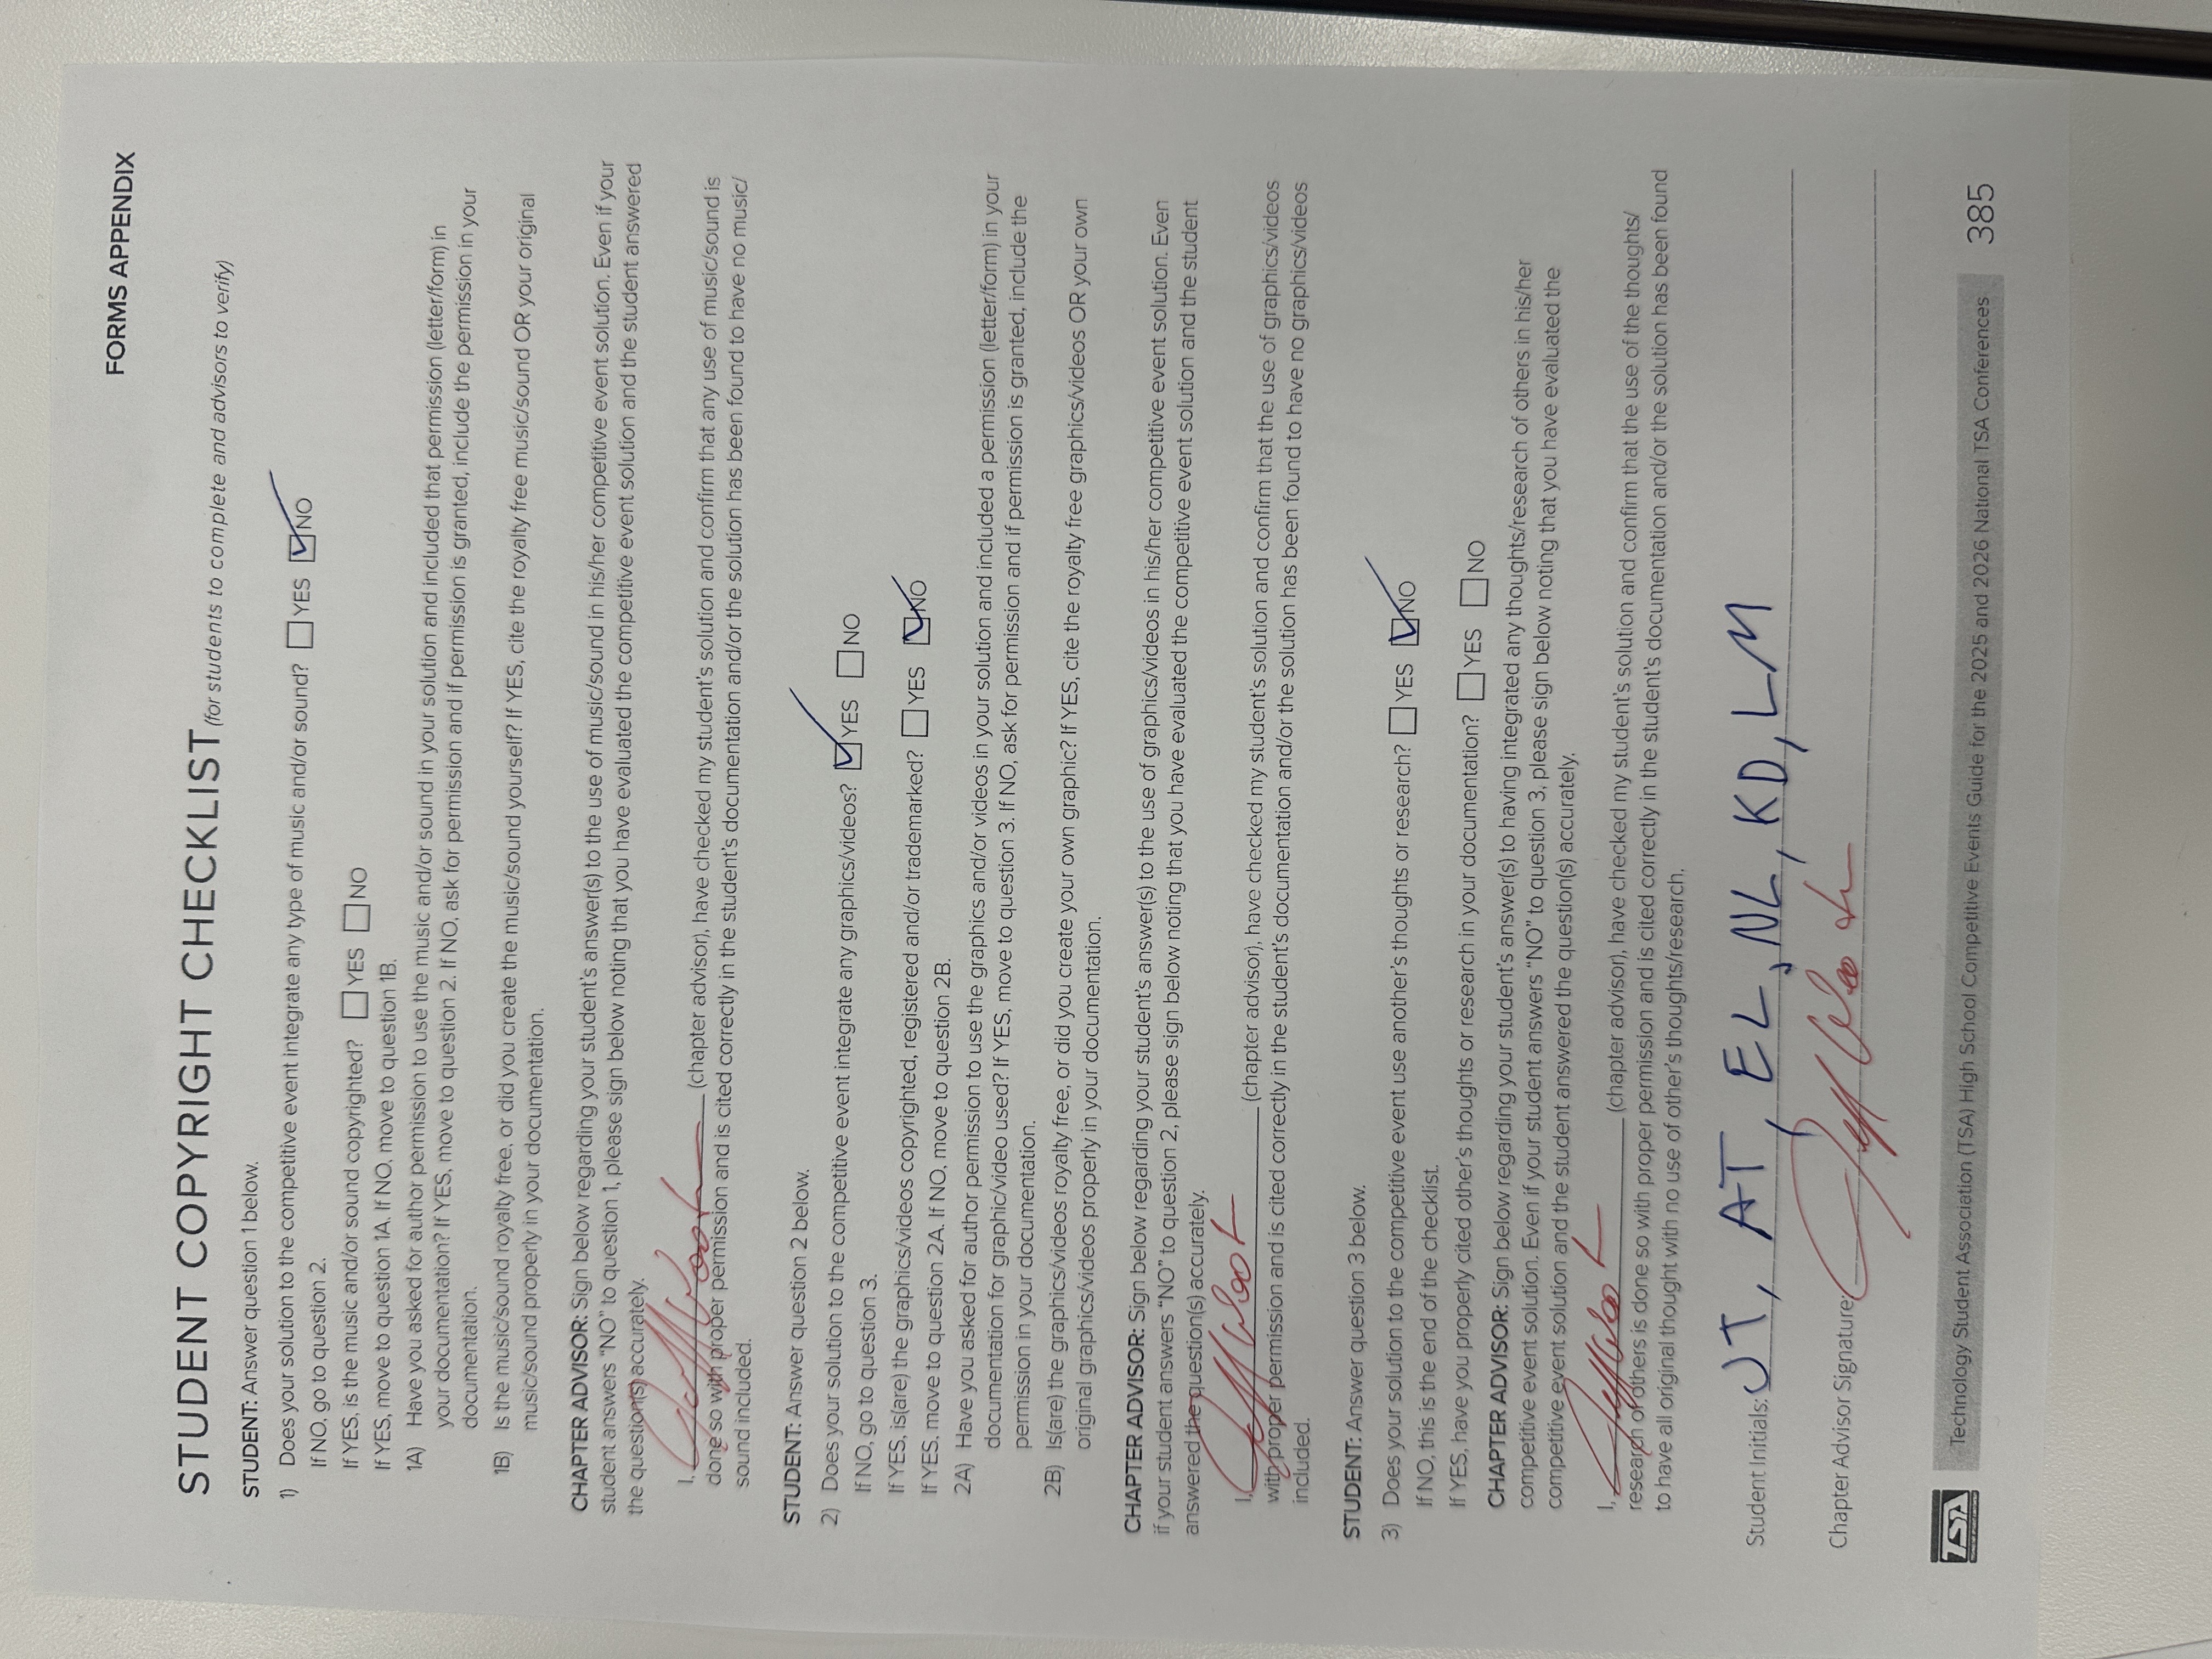 FORMS APPENDIX
STUDENT COPYRIGHT CHECKLIST (for students to complete and advisors to verify)
STUDENT: Answer question 1 below.
1) Does your solution to the competitive event integrate any type of music and/or sound? YES NO
If NO, go to question 2.
If YES, is the music and/or sound copyrighted? YES NO
If YES, move to question 1A. If NO, move to question 1B.
1A) Have you asked for author permission to use the music and/or sound in your solution and included that permission (letter/form) in
your documentation? If YES, move to question 2. If NO, ask for permission and if permission is granted, include the permission in your
documentation.
1B) Is the music/sound royalty free, or did you create the music/sound yourself? If YES, cite the royalty free music/sound OR your original
music/sound properly in your documentation.
CHAPTER ADVISOR: Sign below regarding your student's answer(s) to the use of music/sound in his/her competitive event solution. Even if your
student answers “NO” to question 1, please sign below noting that you have evaluated the competitive event solution and the student answered
the question(s) accurately.
I, (chapter advisor), have checked my student's solution and confirm that any use of music/sound is
done so with proper permission and is cited correctly in the student's documentation and/or the solution has been found to have no music/
sound included.
STUDENT: Answer question 2 below.
2) Does your solution to the competitive event integrate any graphics/videos? YES NO
If NO, go to question 3.
If YES, is(are) the graphics/videos copyrighted, registered and/or trademarked? YES NO
If YES, move to question 2A. If NO, move to question 2B.
2A) Have you asked for author permission to use the graphics and/or videos in your solution and included a permission (letter/form) in your
documentation for graphic/video used? If YES, move to question 3. If NO, ask for permission and if permission is granted, include the
permission in your documentation.
2B) Is(are) the graphics/videos royalty free, or did you create your own graphic? If YES, cite the royalty free graphics/videos OR your own
original graphics/videos properly in your documentation.
CHAPTER ADVISOR: Sign below regarding your student's answer(s) to the use of graphics/videos in his/her competitive event solution. Even
if your student answers “NO” to question 2, please sign below noting that you have evaluated the competitive event solution and the student
answered the question(s) accurately.
I, (chapter advisor), have checked my student's solution and confirm that the use of graphics/videos
with proper permission and is cited correctly in the student's documentation and/or the solution has been found to have no graphics/videos
included.
STUDENT: Answer question 3 below.
3) Does your solution to the competitive event use another's thoughts or research? YES NO
If NO, this is the end of the checklist.
If YES, have you properly cited other's thoughts or research in your documentation? YES NO
CHAPTER ADVISOR: Sign below regarding your student's answer(s) to having integrated any thoughts/research of others in his/her
competitive event solution. Even if your student answers “NO” to question 3, please sign below noting that you have evaluated the
competitive event solution and the student answered the question(s) accurately.
I, (chapter advisor), have checked my student's solution and confirm that the use of the thoughts/
research of others is done so with proper permission and is cited correctly in the student's documentation and/or the solution has been found
to have all original thought with no use of other's thoughts/research.
Student Initials: JT, AT, EL, NL, KD, LM
Chapter Advisor Signature: Jeff
TSA Technology Student Association (TSA) High School Competitive Events Guide for the 2025 and 2026 National TSA Conferences 385